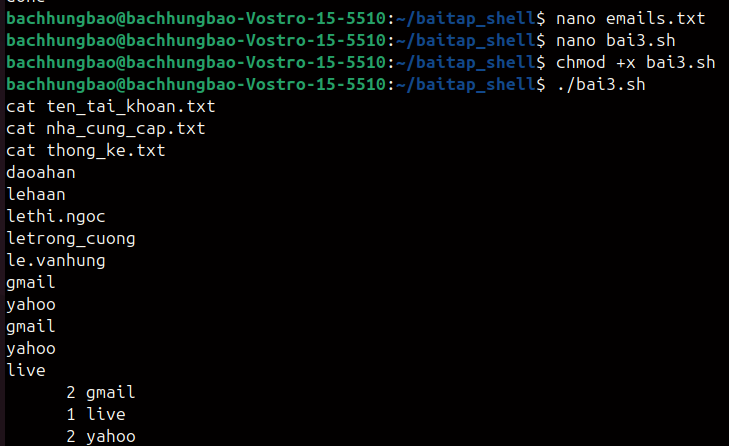 done
bachhungbao@bachhungbao-Vostro-15-5510:~/baitap_shell$ nano emails.txt
bachhungbao@bachhungbao-Vostro-15-5510:~/baitap_shell$ nano bai3.sh
bachhungbao@bachhungbao-Vostro-15-5510:~/baitap_shell$ chmod +x bai3.sh
bachhungbao@bachhungbao-Vostro-15-5510:~/baitap_shell$ ./bai3.sh
cat ten_tai_khoan.txt
cat nha_cung_cap.txt
cat thong_ke.txt
daoahan
lehaan
lethi.ngoc
letrong_cuong
le.vanhung
gmail
yahoo
gmail
yahoo
live
      2 gmail
      1 live
      2 yahoo